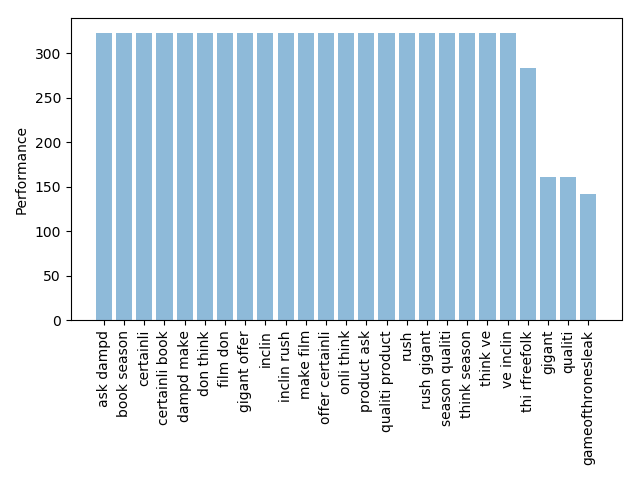 300
250
200
150
100
50
0
Performance
ask dampd
book season
certainli
certainli book
dampd make
don think
film don
gigant offer
inclin
inclin rush
make film
offer certainli
onli think
product ask
qualiti product
rush
rush gigant
season qualiti
think season
think ve
ve inclin
thi rfreefolk
gigant
qualiti
gameofthronesleak